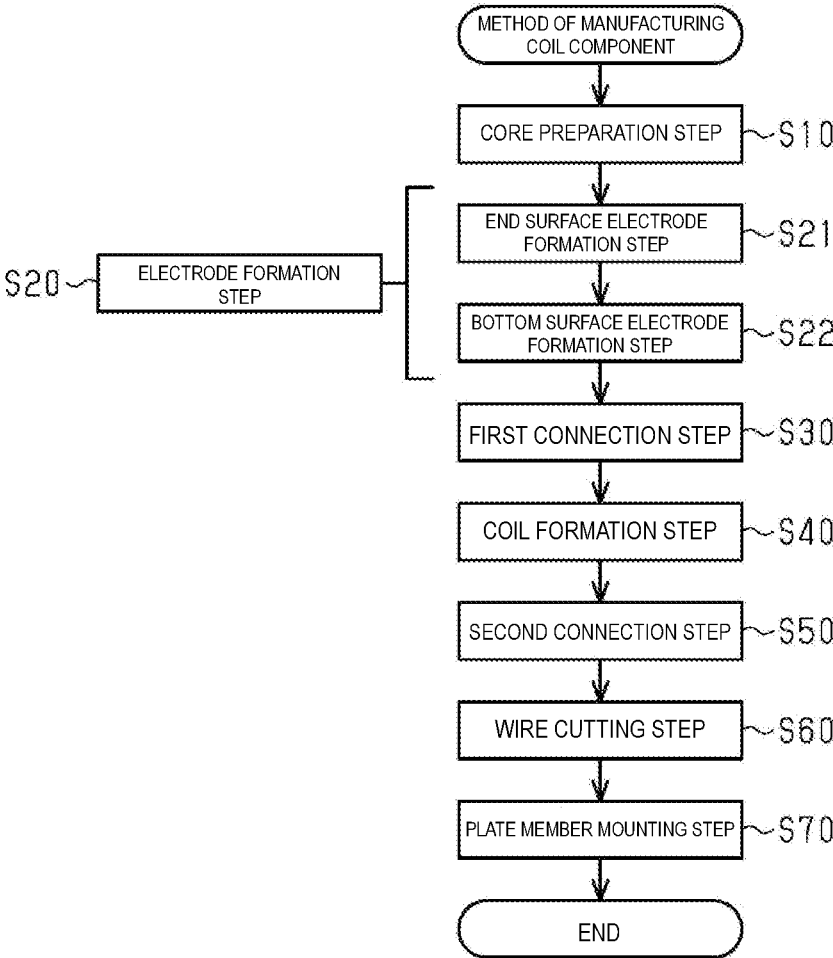 METHOD OF MANUFACTURING
COIL COMPONENT
CORE PREPARATION STEP
S10
END SURFACE ELECTRODE
FORMATION STEP
S21
S20
ELECTRODE FORMATION
STEP
BOTTOM SURFACE ELECTRODE
FORMATION STEP
S22
FIRST CONNECTION STEP
S30
COIL FORMATION STEP
S40
SECOND CONNECTION STEP
S50
WIRE CUTTING STEP
S60
PLATE MEMBER MOUNTING STEP
S70
END